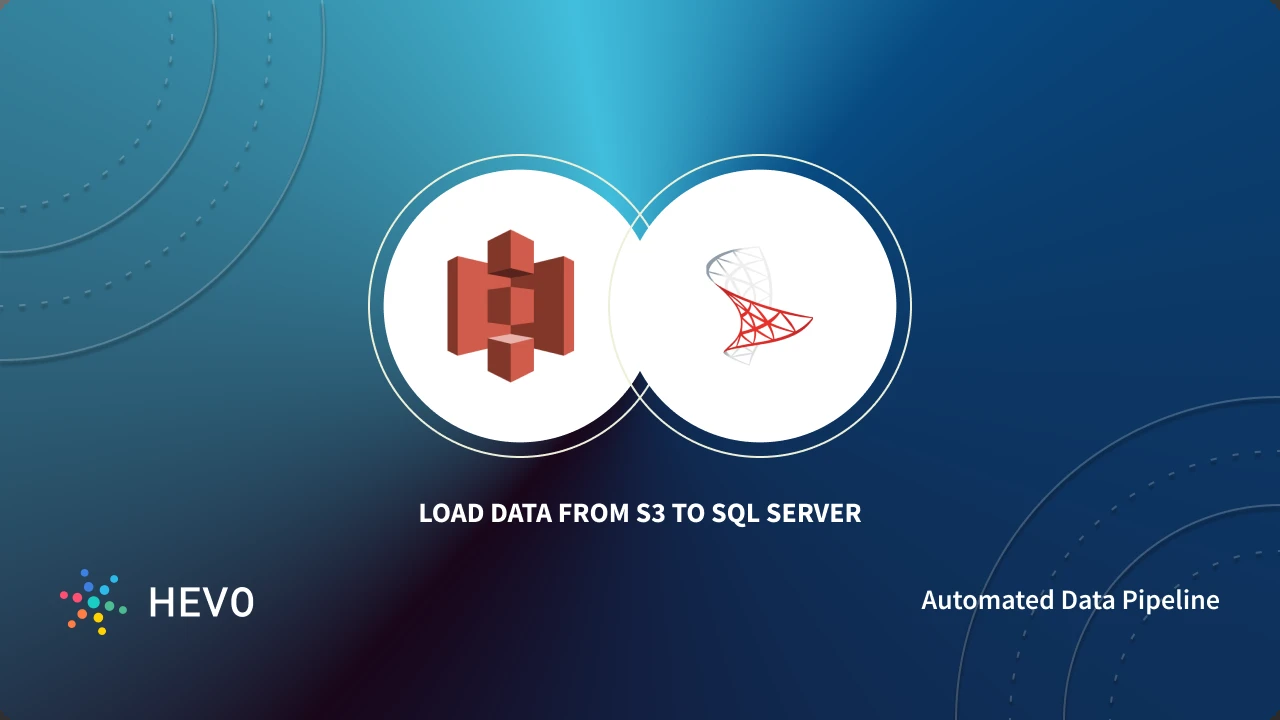 LOAD DATA FROM S3 TO SQL SERVER
HEVO
Automated Data Pipeline